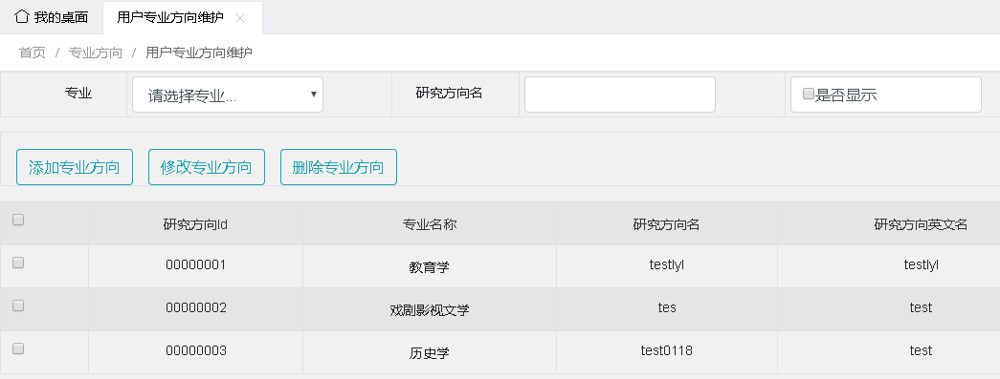 我的桌面 用户专业方向维护
首页 / 专业方向 / 用户专业方向维护
专业 请选择专业... 研究方向名 是否显示
添加专业方向 修改专业方向 删除专业方向
研究方向Id 专业名称 研究方向名 研究方向英文名
00000001 教育学 testlyl testlyl
00000002 戏剧影视文学 tes test
00000003 历史学 test0118 test